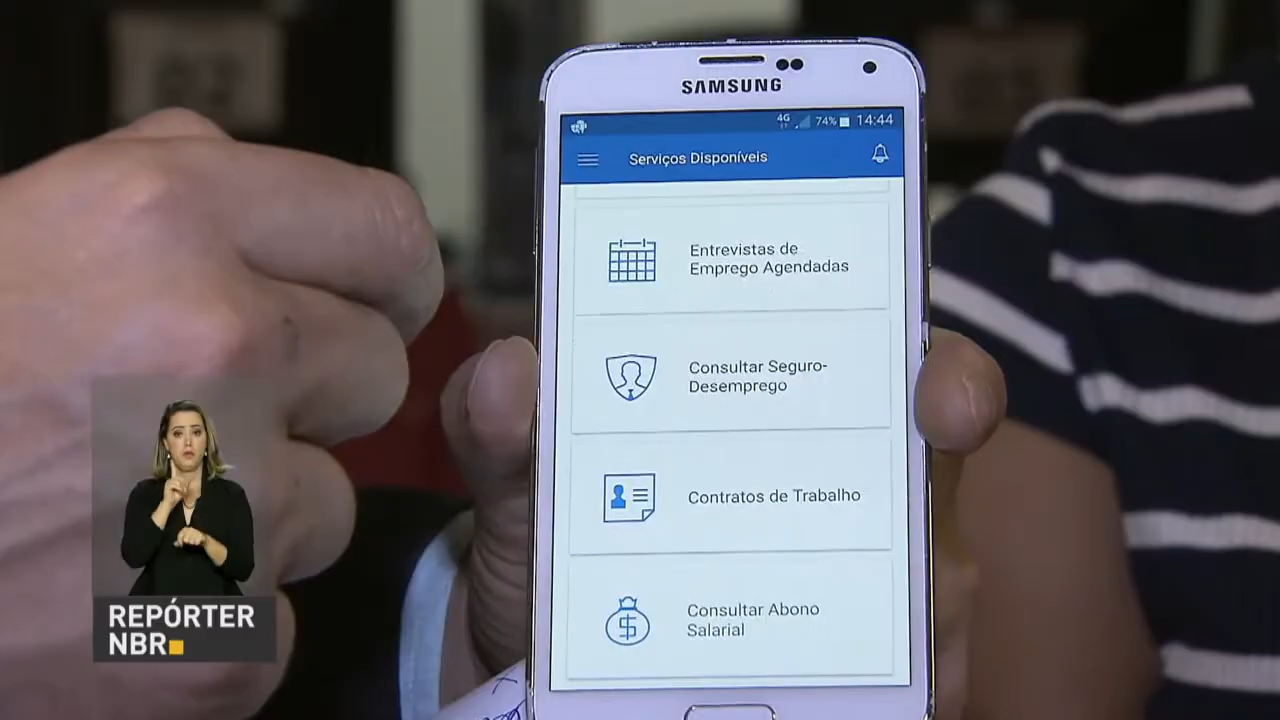 SAMSUNG
4G 74% 14:44
Serviços Disponíveis
Entrevistas de
Emprego Agendadas
Consultar Seguro-
Desemprego
Contratos de Trabalho
Consultar Abono
Salarial
REPÓRTER
NBR